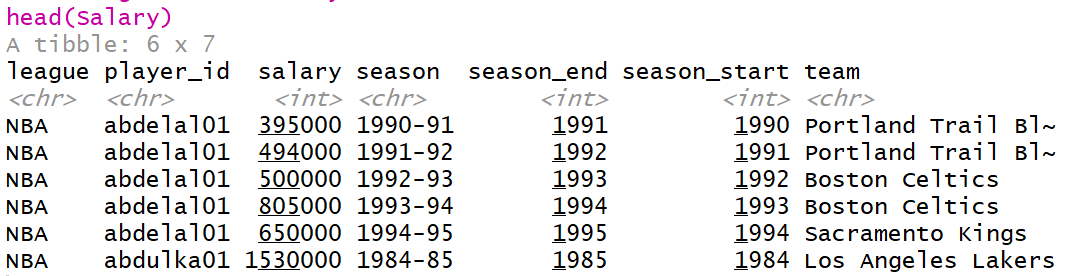 head(Salary)
A tibble: 6 x 7
league player_id  salary season  season_end season_start team
<chr>  <chr>       <int> <chr>        <int>        <int> <chr>
NBA    abdelal01  395000 1990-91       1991         1990 Portland Trail Bl~
NBA    abdelal01  494000 1991-92       1992         1991 Portland Trail Bl~
NBA    abdelal01  500000 1992-93       1993         1992 Boston Celtics
NBA    abdelal01  805000 1993-94       1994         1993 Boston Celtics
NBA    abdelal01  650000 1994-95       1995         1994 Sacramento Kings
NBA    abdulka01 1530000 1984-85       1985         1984 Los Angeles Lakers